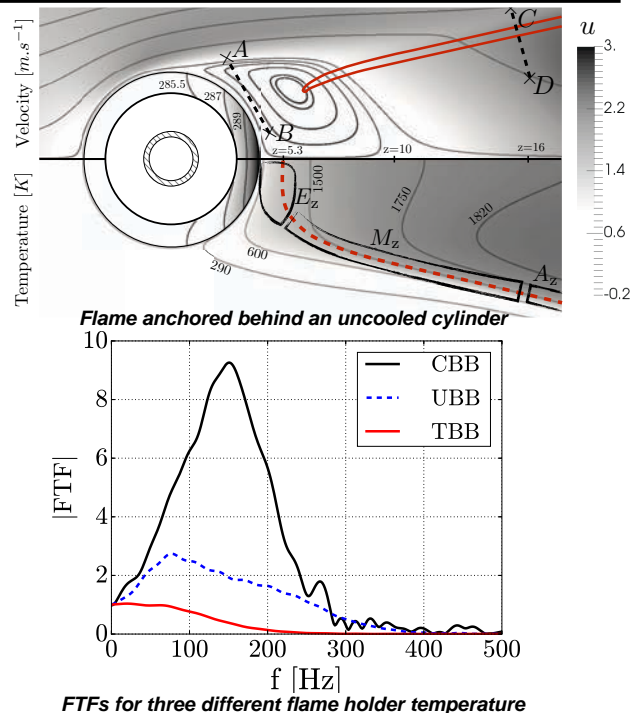 Velocity [m.s⁻¹]
A
B
C
D
285.5
287
289
z=5.3
z=10
z=16
u
3.
2.2
1.4
0.6
-0.2
Temperature [K]
E_z
M_z
A_z
1500
1750
1820
600
290
Flame anchored behind an uncooled cylinder
|FTF|
10
8
6
4
2
0
CBB
UBB
TBB
0 100 200 300 400 500
f [Hz]
FTFs for three different flame holder temperature